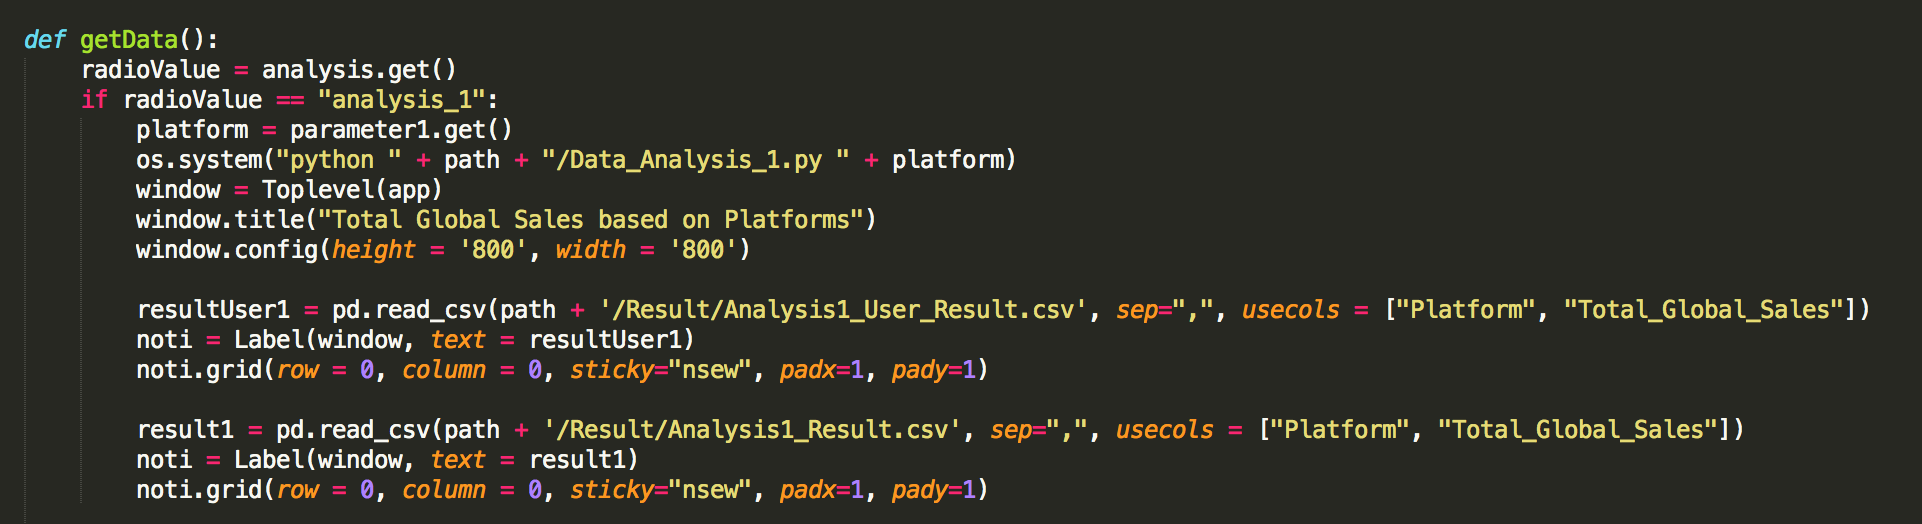 def getData():
    radioValue = analysis.get()
    if radioValue == "analysis_1":
        platform = parameter1.get()
        os.system("python " + path + "/Data_Analysis_1.py " + platform)
        window = Toplevel(app)
        window.title("Total Global Sales based on Platforms")
        window.config(height = '800', width = '800')

        resultUser1 = pd.read_csv(path + '/Result/Analysis1_User_Result.csv', sep=",", usecols = ["Platform", "Total_Global_Sales"])
        noti = Label(window, text = resultUser1)
        noti.grid(row = 0, column = 0, sticky="nsew", padx=1, pady=1)

        result1 = pd.read_csv(path + '/Result/Analysis1_Result.csv', sep=",", usecols = ["Platform", "Total_Global_Sales"])
        noti = Label(window, text = result1)
        noti.grid(row = 0, column = 0, sticky="nsew", padx=1, pady=1)